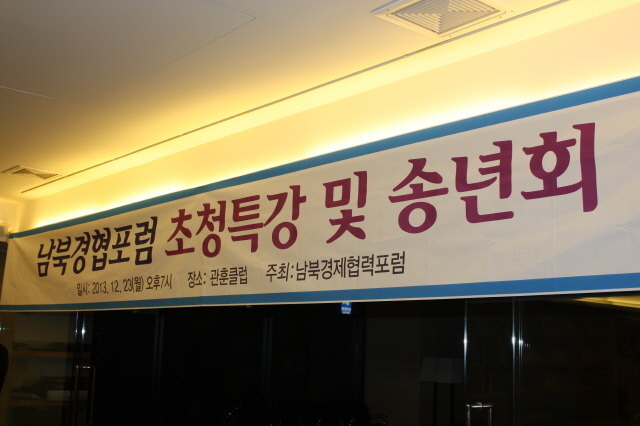 남북경협포럼 초청특강 및 송년회
일시: 2013. 12. 23(월) 오후7시 장소: 관훈클럽 주최: 남북경제협력포럼